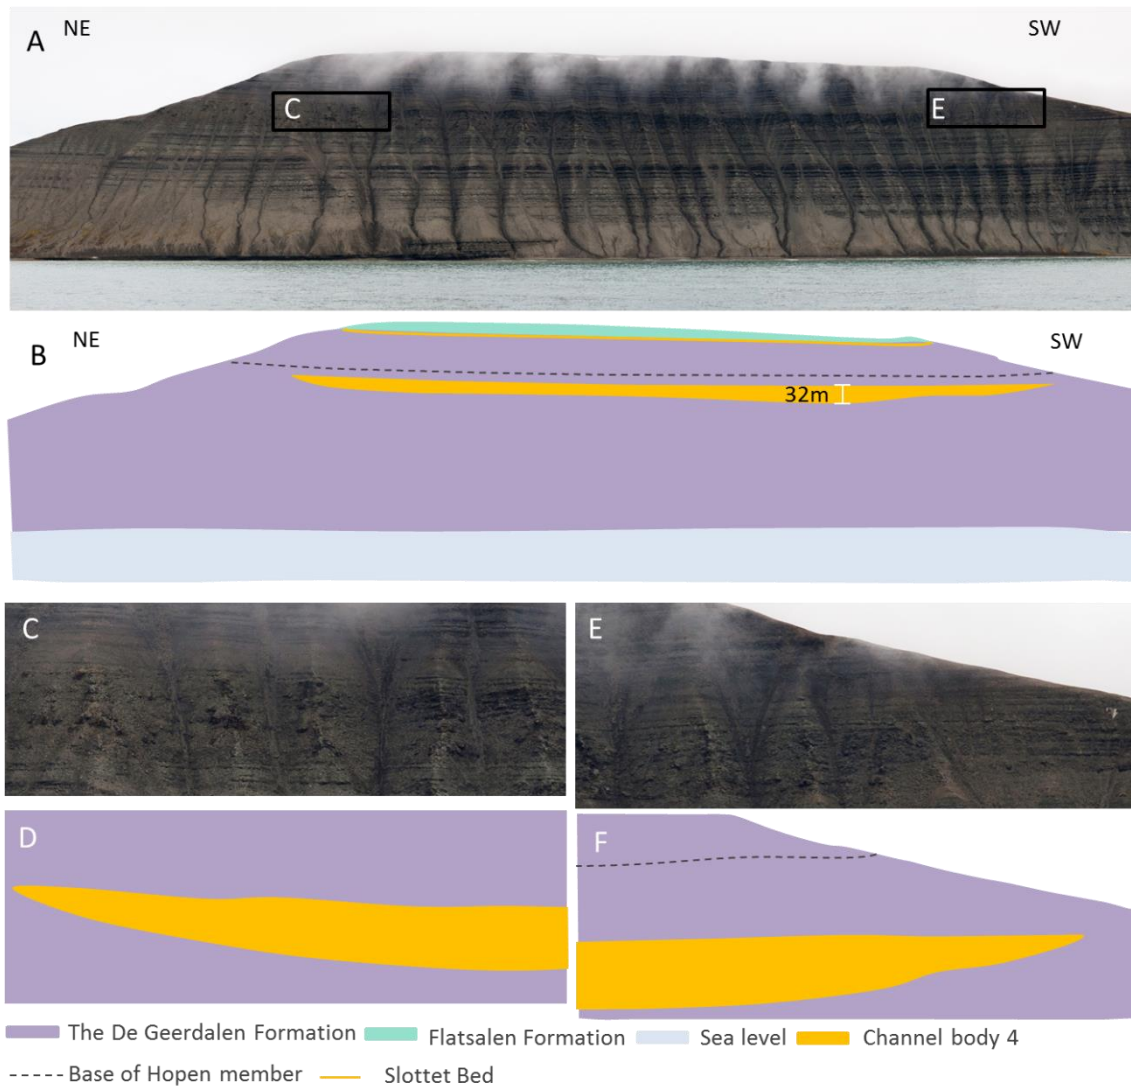 A
NE
SW
C
E
NE
SW
B
32m
C
E
D
F
The De Geerdalen Formation
Flatsalen Formation
Sea level
Channel body 4
Base of Hopen member
Slottet Bed